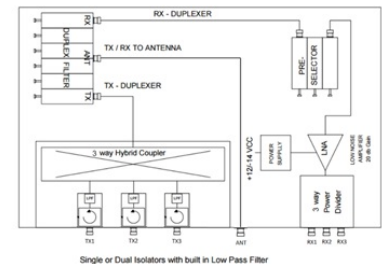 RX - DUPLEXER
RX
DUPLEX FILTER
ANT
TX
TX / RX TO ANTENNA
TX - DUPLEXER
PRE-
SELECTOR
3 way Hybrid Coupler
+12/-14 VCC
POWER
SUPPLLY
LNA
LOW NOISE
AMPLIFIER
20 db Gain
LPF
LPF
LPF
3 way
Power
Divider
TX1
TX2
TX3
ANT
RX1
RX2
RX3
Single or Dual Isolators with built in Low Pass Filter